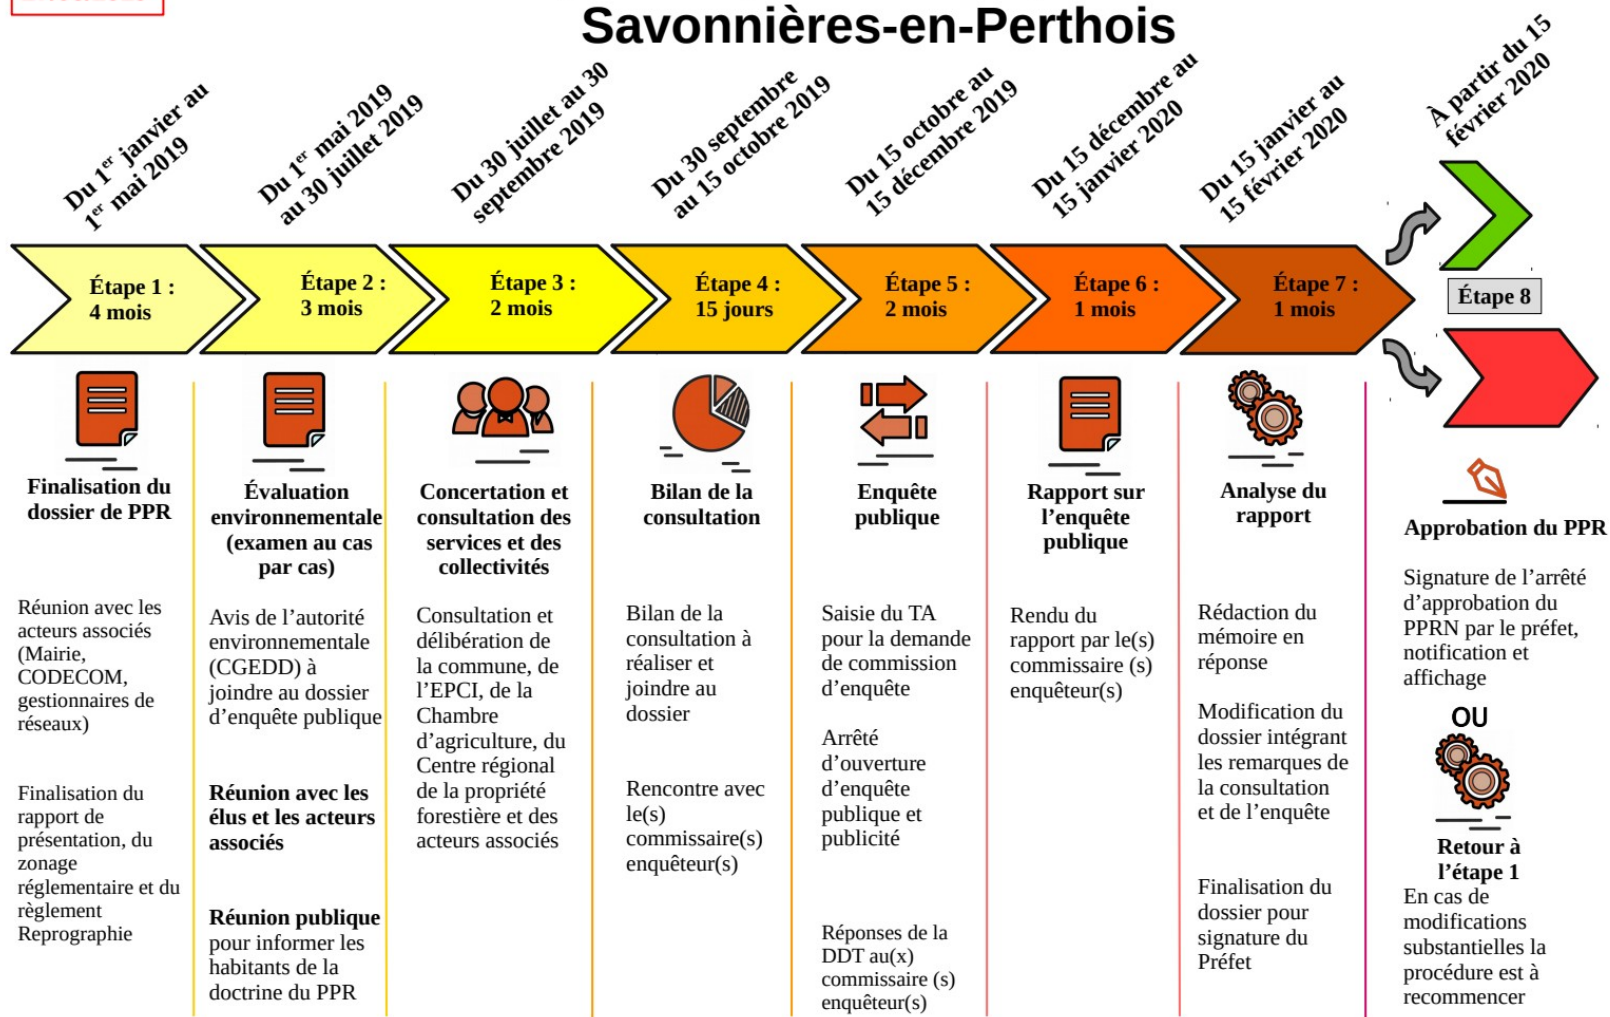 Savonnières-en-Perthois
Du 1er janvier au
1er mai 2019
Du 1er mai 2019
au 30 juillet 2019
Du 30 juillet au 30
septembre 2019
Du 30 septembre
au 15 octobre 2019
Du 15 octobre au
15 décembre 2019
Du 15 décembre au
15 janvier 2020
Du 15 janvier au
15 février 2020
À partir du 15
février 2020
Étape 1 :
4 mois
Étape 2 :
3 mois
Étape 3 :
2 mois
Étape 4 :
15 jours
Étape 5 :
2 mois
Étape 6 :
1 mois
Étape 7 :
1 mois
Étape 8
Finalisation du
dossier de PPR
Réunion avec les
acteurs associés
(Mairie,
CODECOM,
gestionnaires de
réseaux)
Finalisation du
rapport de
présentation, du
zonage
réglementaire et du
règlement
Reprographie
Évaluation
environnementale
(examen au cas
par cas)
Avis de l’autorité
environnementale
(CGEDD) à
joindre au dossier
d’enquête publique
Réunion avec les
élus et les acteurs
associés
Réunion publique
pour informer les
habitants de la
doctrine du PPR
Concertation et
consultation des
services et des
collectivités
Consultation et
délibération de
la commune, de
l’EPCI, de la
Chambre
d’agriculture, du
Centre régional
de la propriété
forestière et des
acteurs associés
Bilan de la
consultation
Bilan de la
consultation à
réaliser et
joindre au
dossier
Rencontre avec
le(s)
commissaire(s)
enquêteur(s)
Enquête
publique
Saisie du TA
pour la demande
de commission
d’enquête
Arrêté
d’ouverture
d’enquête
publique et
publicité
Réponses de la
DDT au(x)
commissaire (s)
enquêteur(s)
Rapport sur
l’enquête
publique
Rendu du
rapport par le(s)
commissaire (s)
enquêteur(s)
Analyse du
rapport
Rédaction du
mémoire en
réponse
Modification du
dossier intégrant
les remarques de
la consultation
et de l’enquête
Finalisation du
dossier pour
signature du
Préfet
Approbation du PPR
Signature de l’arrêté
d’approbation du
PPRN par le préfet,
notification et
affichage
OU
Retour à
l’étape 1
En cas de
modifications
substantielles la
procédure est à
recommencer